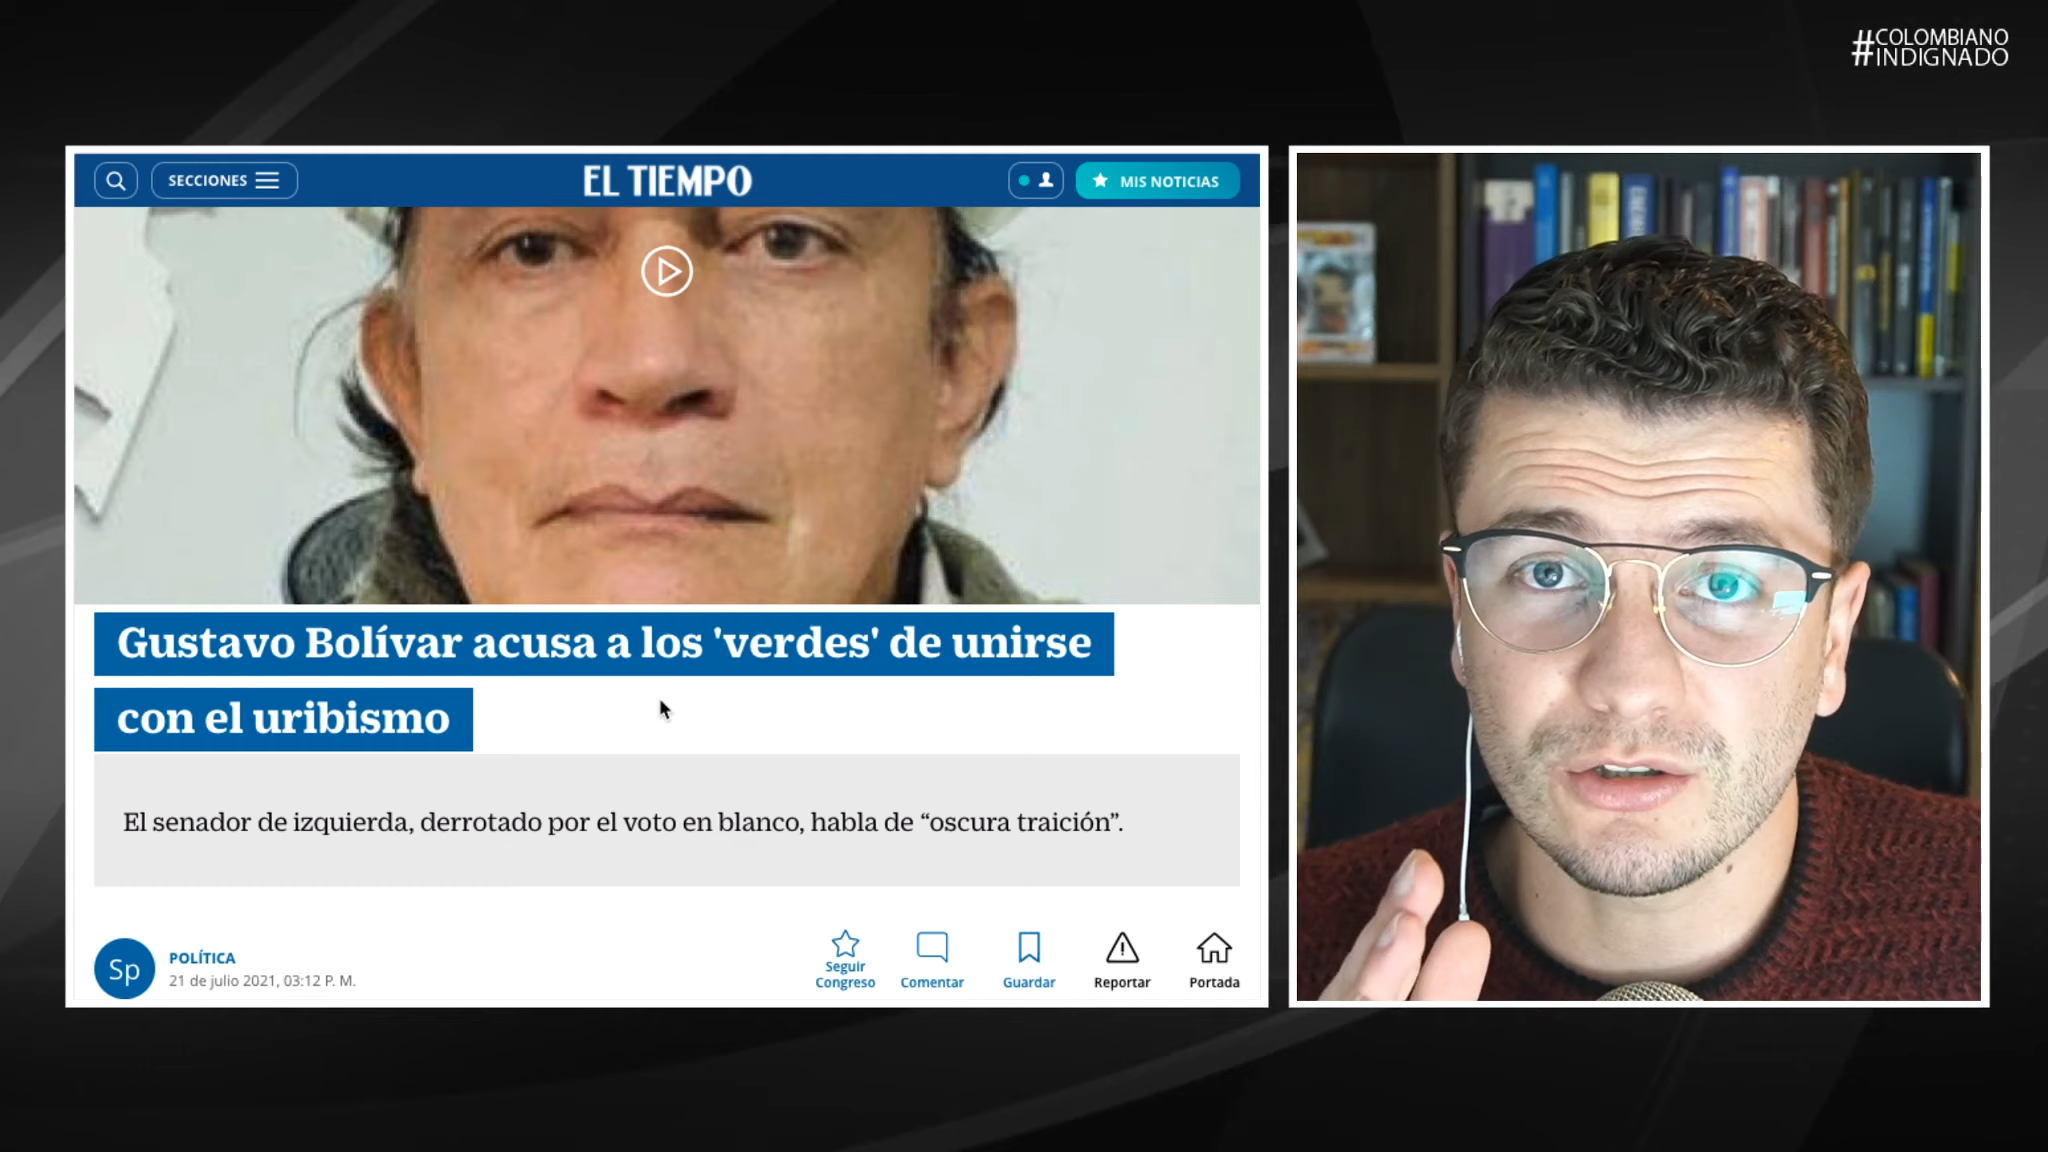 #COLOMBIANO
INDIGNADO
SECCIONES
EL TIEMPO
MIS NOTICIAS
Gustavo Bolívar acusa a los 'verdes' de unirse
con el uribismo
El senador de izquierda, derrotado por el voto en blanco, habla de “oscura traición”.
Sp
POLÍTICA
21 de julio 2021, 03:12 P. M.
Seguir
Congreso
Comentar
Guardar
Reportar
Portada